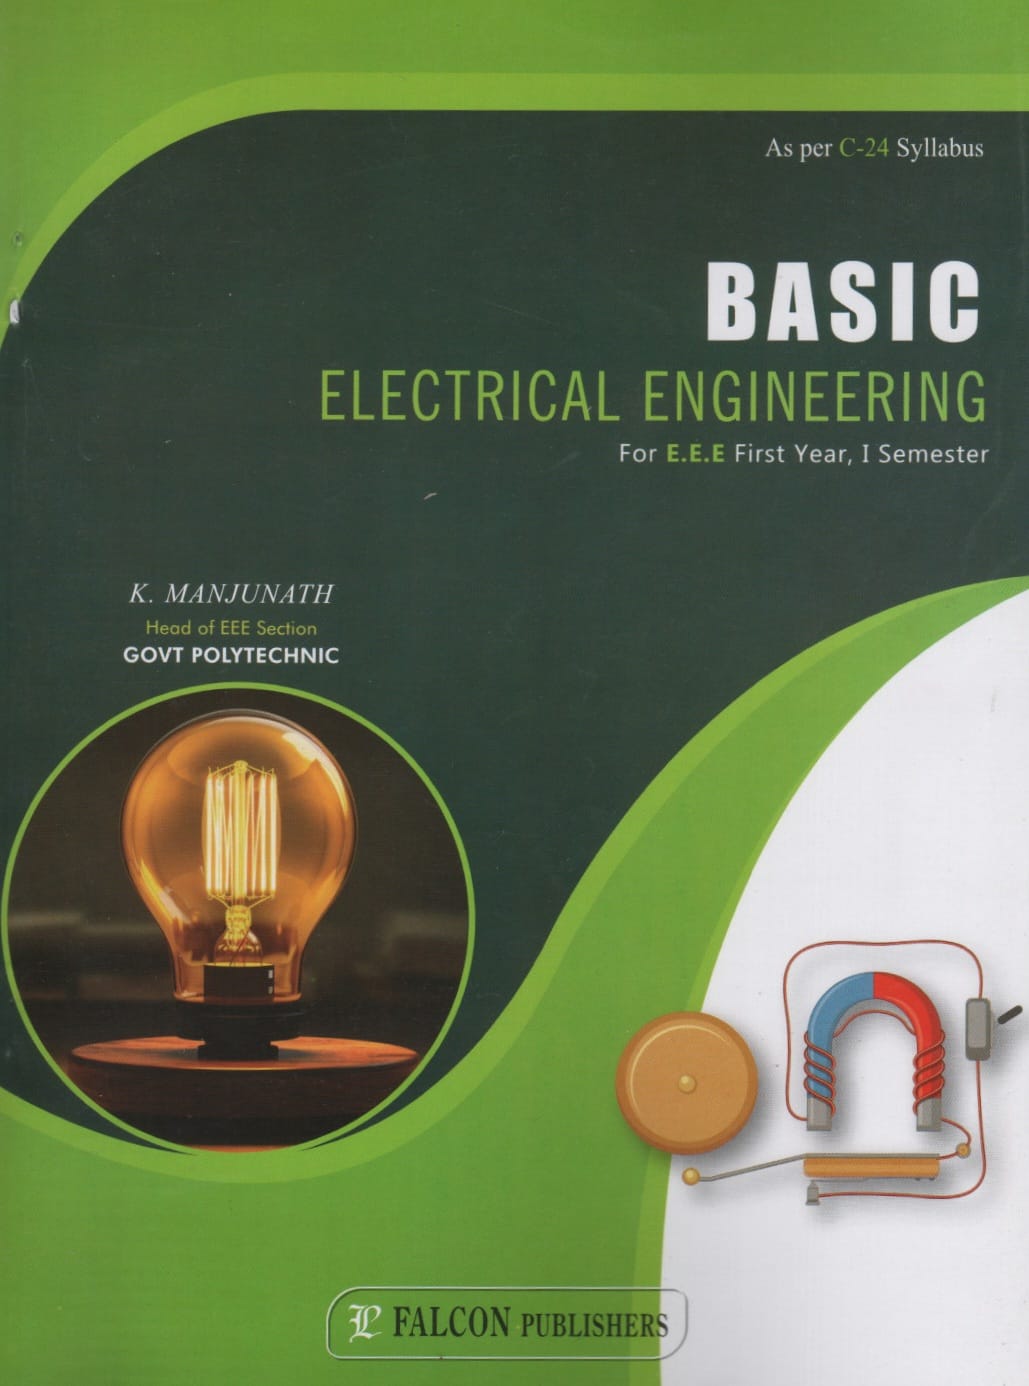 As per C-24 Syllabus
BASIC
ELECTRICAL ENGINEERING
For E.E.E First Year, I Semester
K. MANJUNATH
Head of EEE Section
GOVT POLYTECHNIC
FALCON PUBLISHERS